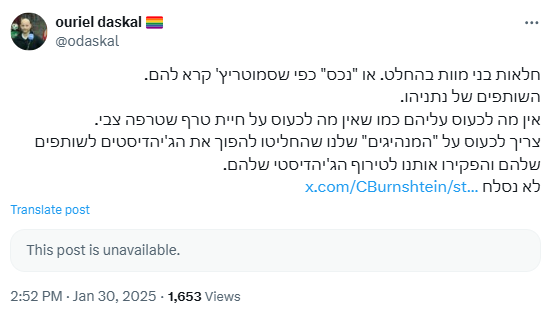 ouriel daskal 🏳️‍🌈
@odaskal
חלאות בני מוות בהחלט. או "נכס" כפי שסמוטריץ' קרא להם.
השותפים של נתניהו.
אין מה לכעוס עליהם כמו שאין מה לכעוס על חיית טרף שטרפה צבי.
צריך לכעוס על "המנהיגים" שלנו שהחליטו להפוך את הג'יהדיסטים לשותפים
שלהם והפקירו אותנו לטירוף הג'יהדיסטי שלהם.
לא נסלח x.com/CBurnshtein/st...
Translate post
This post is unavailable.
2:52 PM · Jan 30, 2025 · 1,653 Views